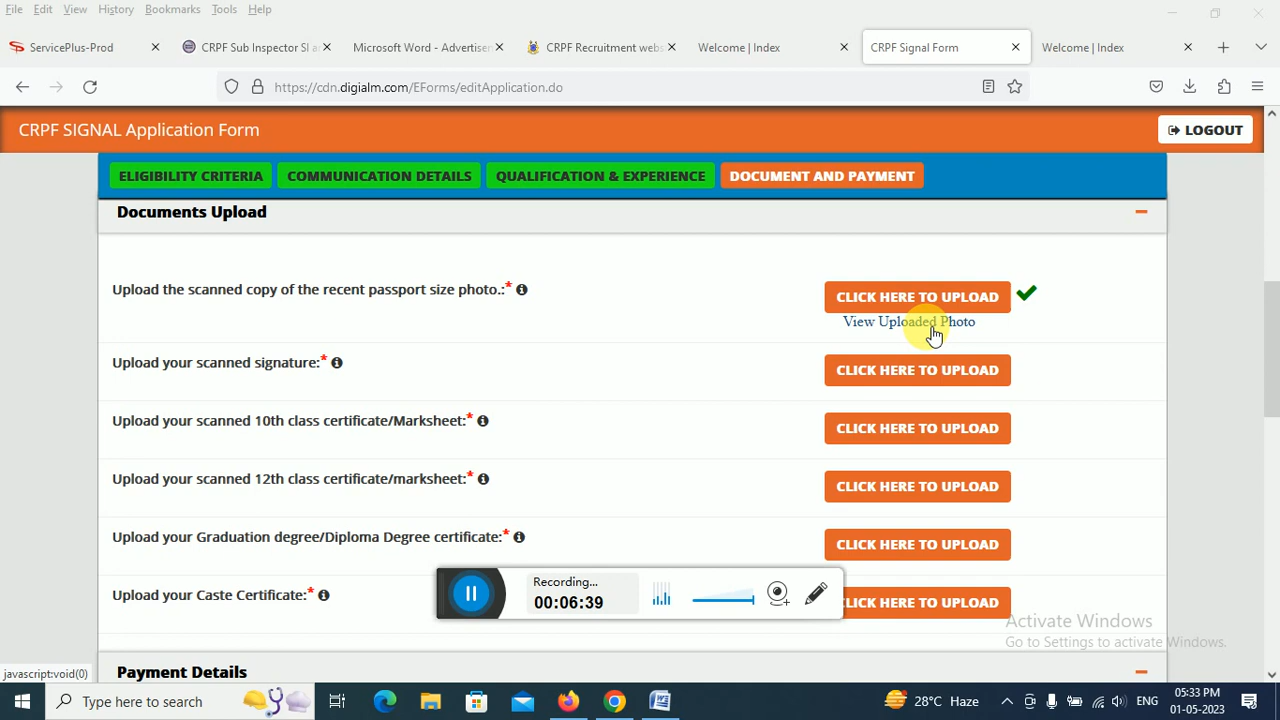 File Edit View History Bookmarks Tools Help
ServicePlus-Prod CRPF Sub Inspector SI a Microsoft Word - Advertiser CRPF Recruitment web Welcome | Index CRPF Signal Form Welcome | Index
https://cdn.digialm.com/EForms/editApplication.do
CRPF SIGNAL Application Form LOGOUT
ELIGIBILITY CRITERIA COMMUNICATION DETAILS QUALIFICATION & EXPERIENCE DOCUMENT AND PAYMENT
Documents Upload
Upload the scanned copy of the recent passport size photo.:* CLICK HERE TO UPLOAD
View Uploaded Photo
Upload your scanned signature:* CLICK HERE TO UPLOAD
Upload your scanned 10th class certificate/Marksheet:* CLICK HERE TO UPLOAD
Upload your scanned 12th class certificate/marksheet:* CLICK HERE TO UPLOAD
Upload your Graduation degree/Diploma Degree certificate:* CLICK HERE TO UPLOAD
Recording...
00:06:39
Upload your Caste Certificate:* CLICK HERE TO UPLOAD
Activate Windows
Go to Settings to activate Windows.
Payment Details
javascript:void(0)
Type here to search 28°C Haze ENG 05:33 PM
01-05-2023